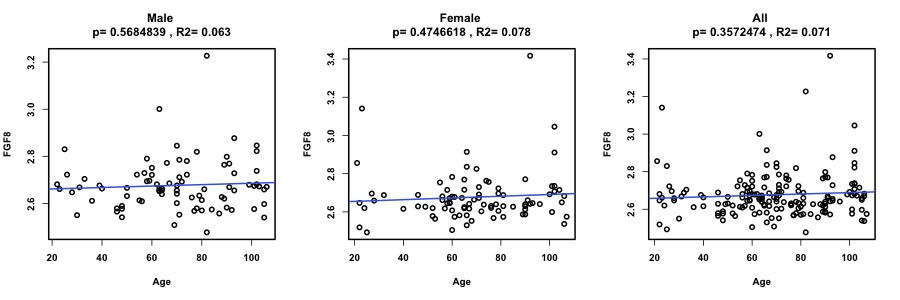 Male
p= 0.5684839 , R2= 0.063
FGF8
3.2
3.0
2.8
2.6
20 40 60 80 100
Age
Female
p= 0.4746618 , R2= 0.078
FGF8
3.4
3.2
3.0
2.8
2.6
20 40 60 80 100
Age
All
p= 0.3572474 , R2= 0.071
FGF8
3.4
3.2
3.0
2.8
2.6
20 40 60 80 100
Age